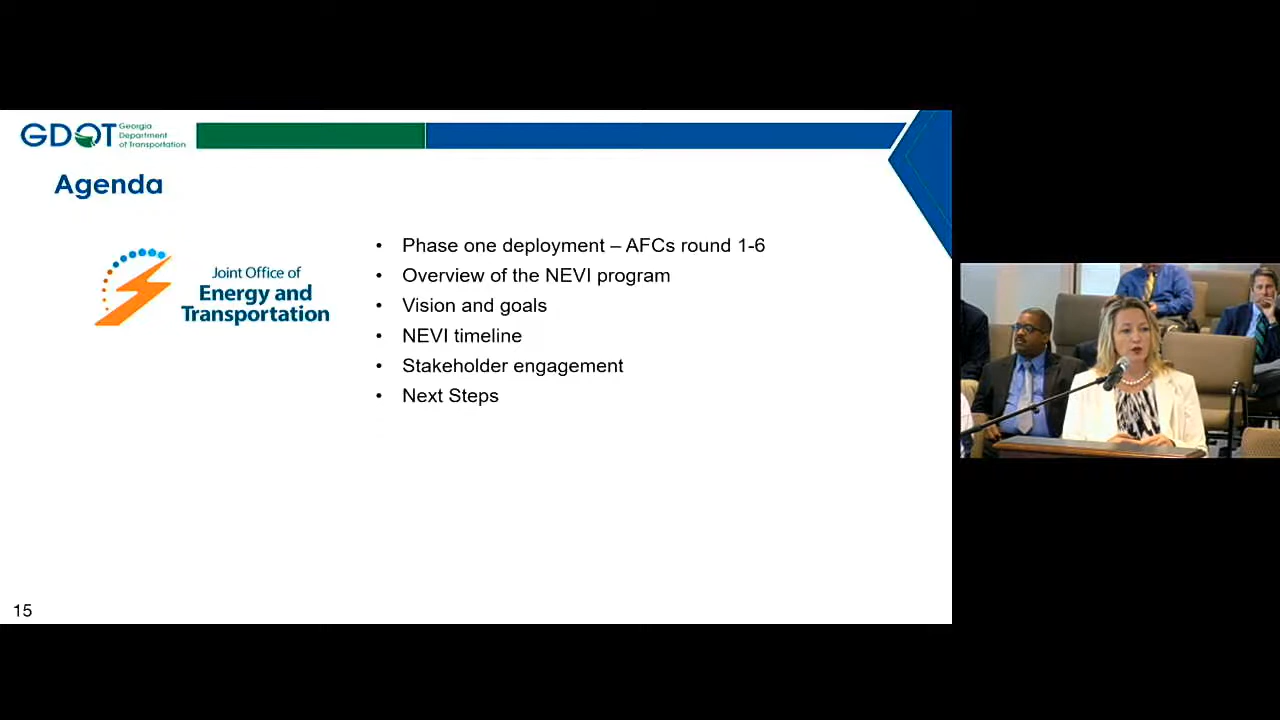 GDOT Georgia
Department
of Transportation
Agenda
Joint Office of
Energy and
Transportation
• Phase one deployment – AFCs round 1-6
• Overview of the NEVI program
• Vision and goals
• NEVI timeline
• Stakeholder engagement
• Next Steps
15